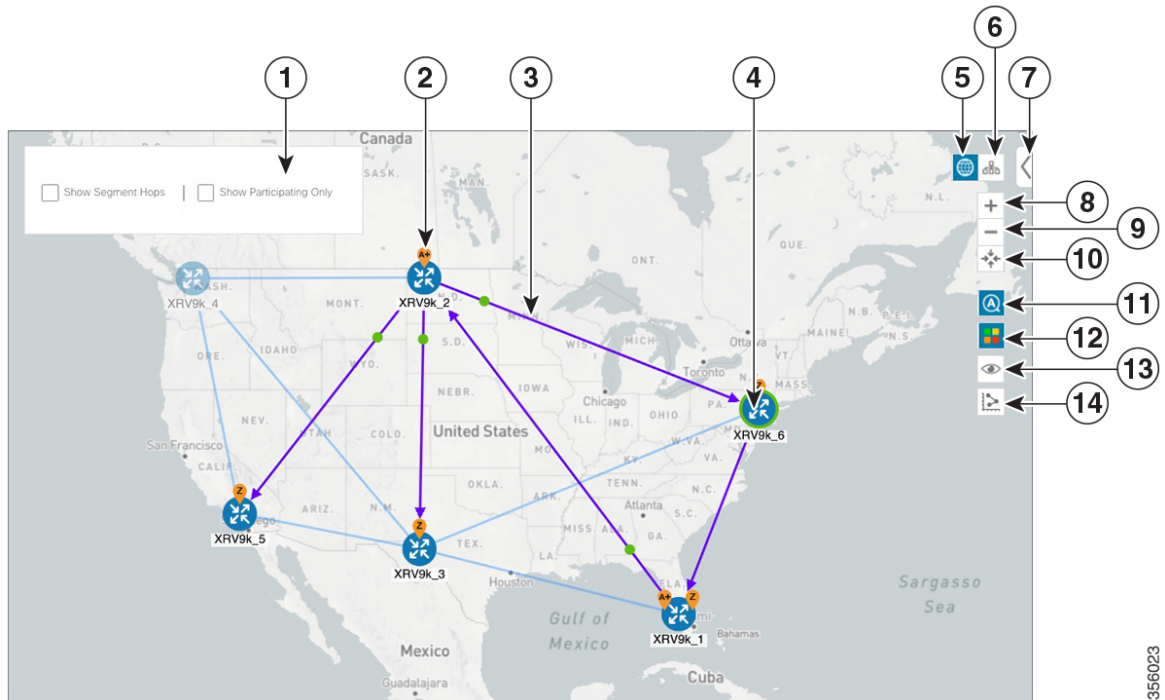 6
1
2
3
4
5
7
Canada
SASK.
MAN.
N.L.
Show Segment Hops | Show Participating Only
8
9
QUE.
ONT.
10
A+
XRV9k_4
XRV9k_2
MONT.
MINN.
N.B.
P.E.I.
11
N.S.
MAINE
Ottawa
12
ORE.
IDAHO
S.D.
WIS.
MICH.
VT.
WYO.
Toronto
13
MASS.
NEBR.
IOWA
Chicago
PA.
14
NEV.
UTAH
COLO.
United States
ILL.
IND.
OHIO
XRV9k_6
San Francisco
CALIF.
W.VA.
VA.
KY.
OKLA.
ARK.
TENN.
N.C.
Z
ARIZ.
N.M.
Atlanta
S.C.
XRV9k_5
Z
MISS.
ALA.
GA.
TEX.
LA.
XRV9k_3
Houston
FLA.
Sargasso
Sea
A+
Z
Gulf of
Mexico
XRV9k_1
Bahamas
Mexico
Cuba
Guadalajara
356023